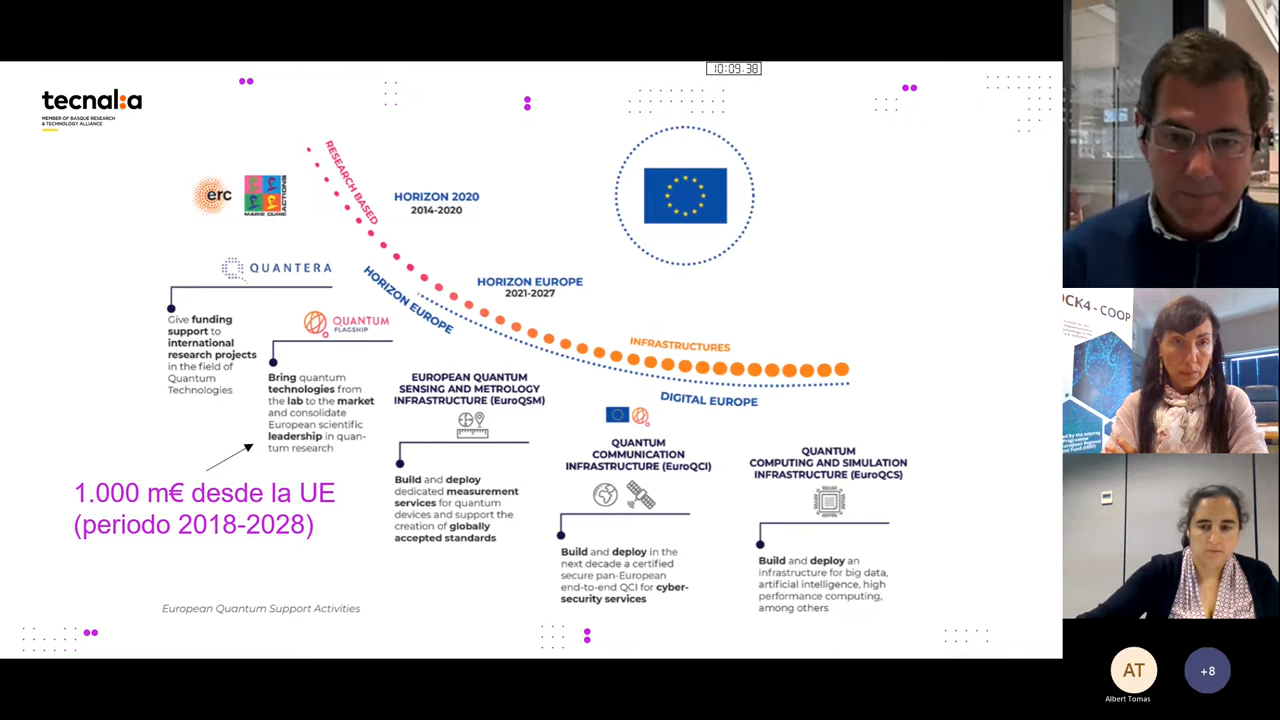 10:09.38
tecnal:a
MEMBER OF BASQUE RESEARCH
& TECHNOLOGY ALLIANCE
erc
MARIE CURIE
ACTIONS
RESEARCH BASED
HORIZON 2020
2014-2020
QUANTERA
HORIZON EUROPE
2021-2027
HORIZON EUROPE
Give funding
support to
international
research projects
in the field of
Quantum
Technologies
QUANTUM
FLAGSHIP
Bring quantum
technologies from
the lab to the market
and consolidate
European scientific
leadership in quan-
tum research
INFRASTRUCTURES
DIGITAL EUROPE
EUROPEAN QUANTUM
SENSING AND METROLOGY
INFRASTRUCTURE (EuroQSM)
Build and deploy
dedicated measurement
services for quantum
devices and support the
creation of globally
accepted standards
QUANTUM
COMMUNICATION
INFRASTRUCTURE (EuroQCI)
Build and deploy in the
next decade a certified
secure pan-European
end-to-end QCI for cyber-
security services
QUANTUM
COMPUTING AND SIMULATION
INFRASTRUCTURE (EuroQCS)
Build and deploy an
infrastructure for big data,
artificial intelligence, high
performance computing,
among others
1.000 m€ desde la UE
(periodo 2018-2028)
European Quantum Support Activities
OCK4 - COOP
AT
Albert Tomas
+8